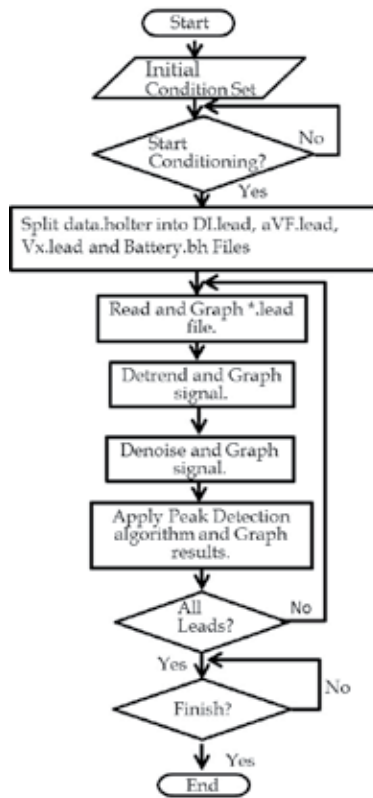 Start
Initial
Condition Set
Start
Conditioning?
No
Yes
Split data.holter into DI.lead, aVF.lead,
Vx.lead and Battery.bh Files
Read and Graph *.lead
file.
Detrend and Graph
signal.
Denoise and Graph
signal.
Apply Peak Detection
algorithm and Graph
results.
All
Leads?
No
Yes
Finish?
No
Yes
End